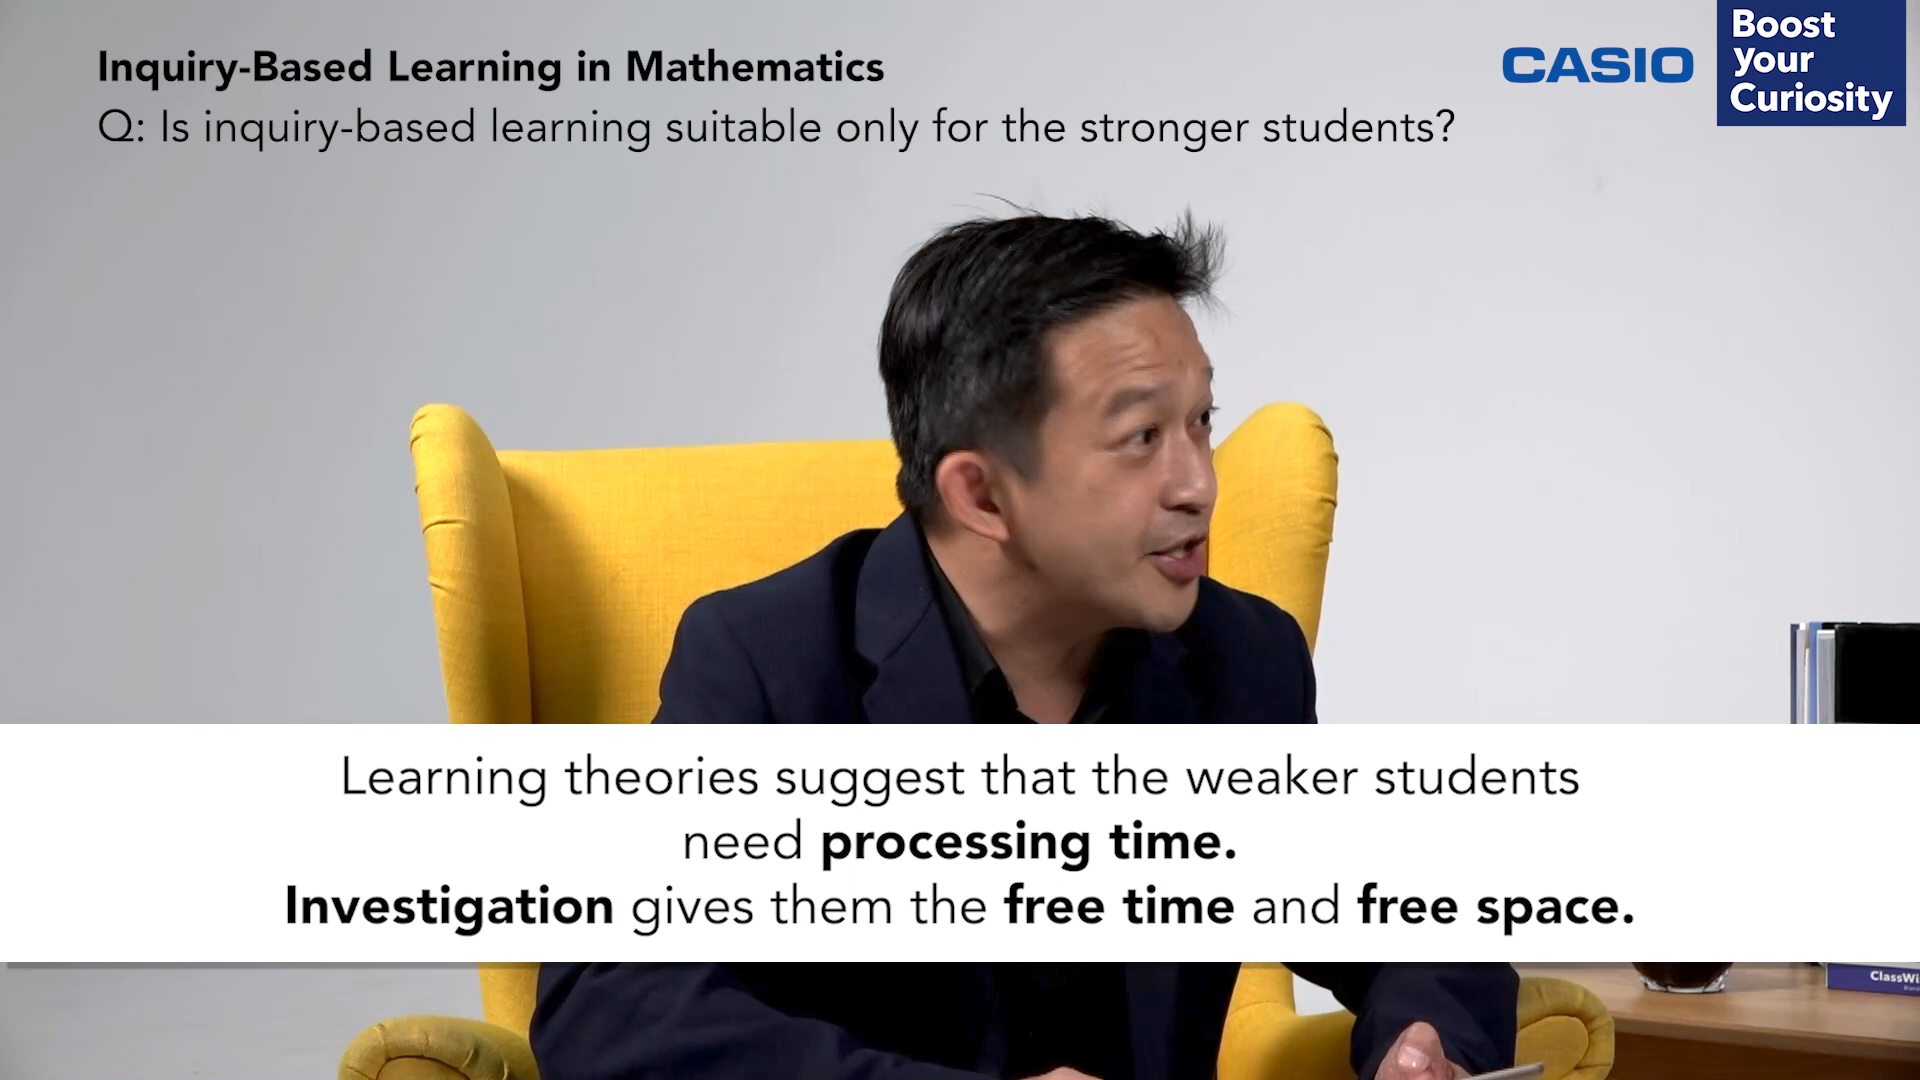 Inquiry-Based Learning in Mathematics
Q: Is inquiry-based learning suitable only for the stronger students?
CASIO
Boost
Your
Curiosity
Learning theories suggest that the weaker students
need processing time.
Investigation gives them the free time and free space.
ClassWi